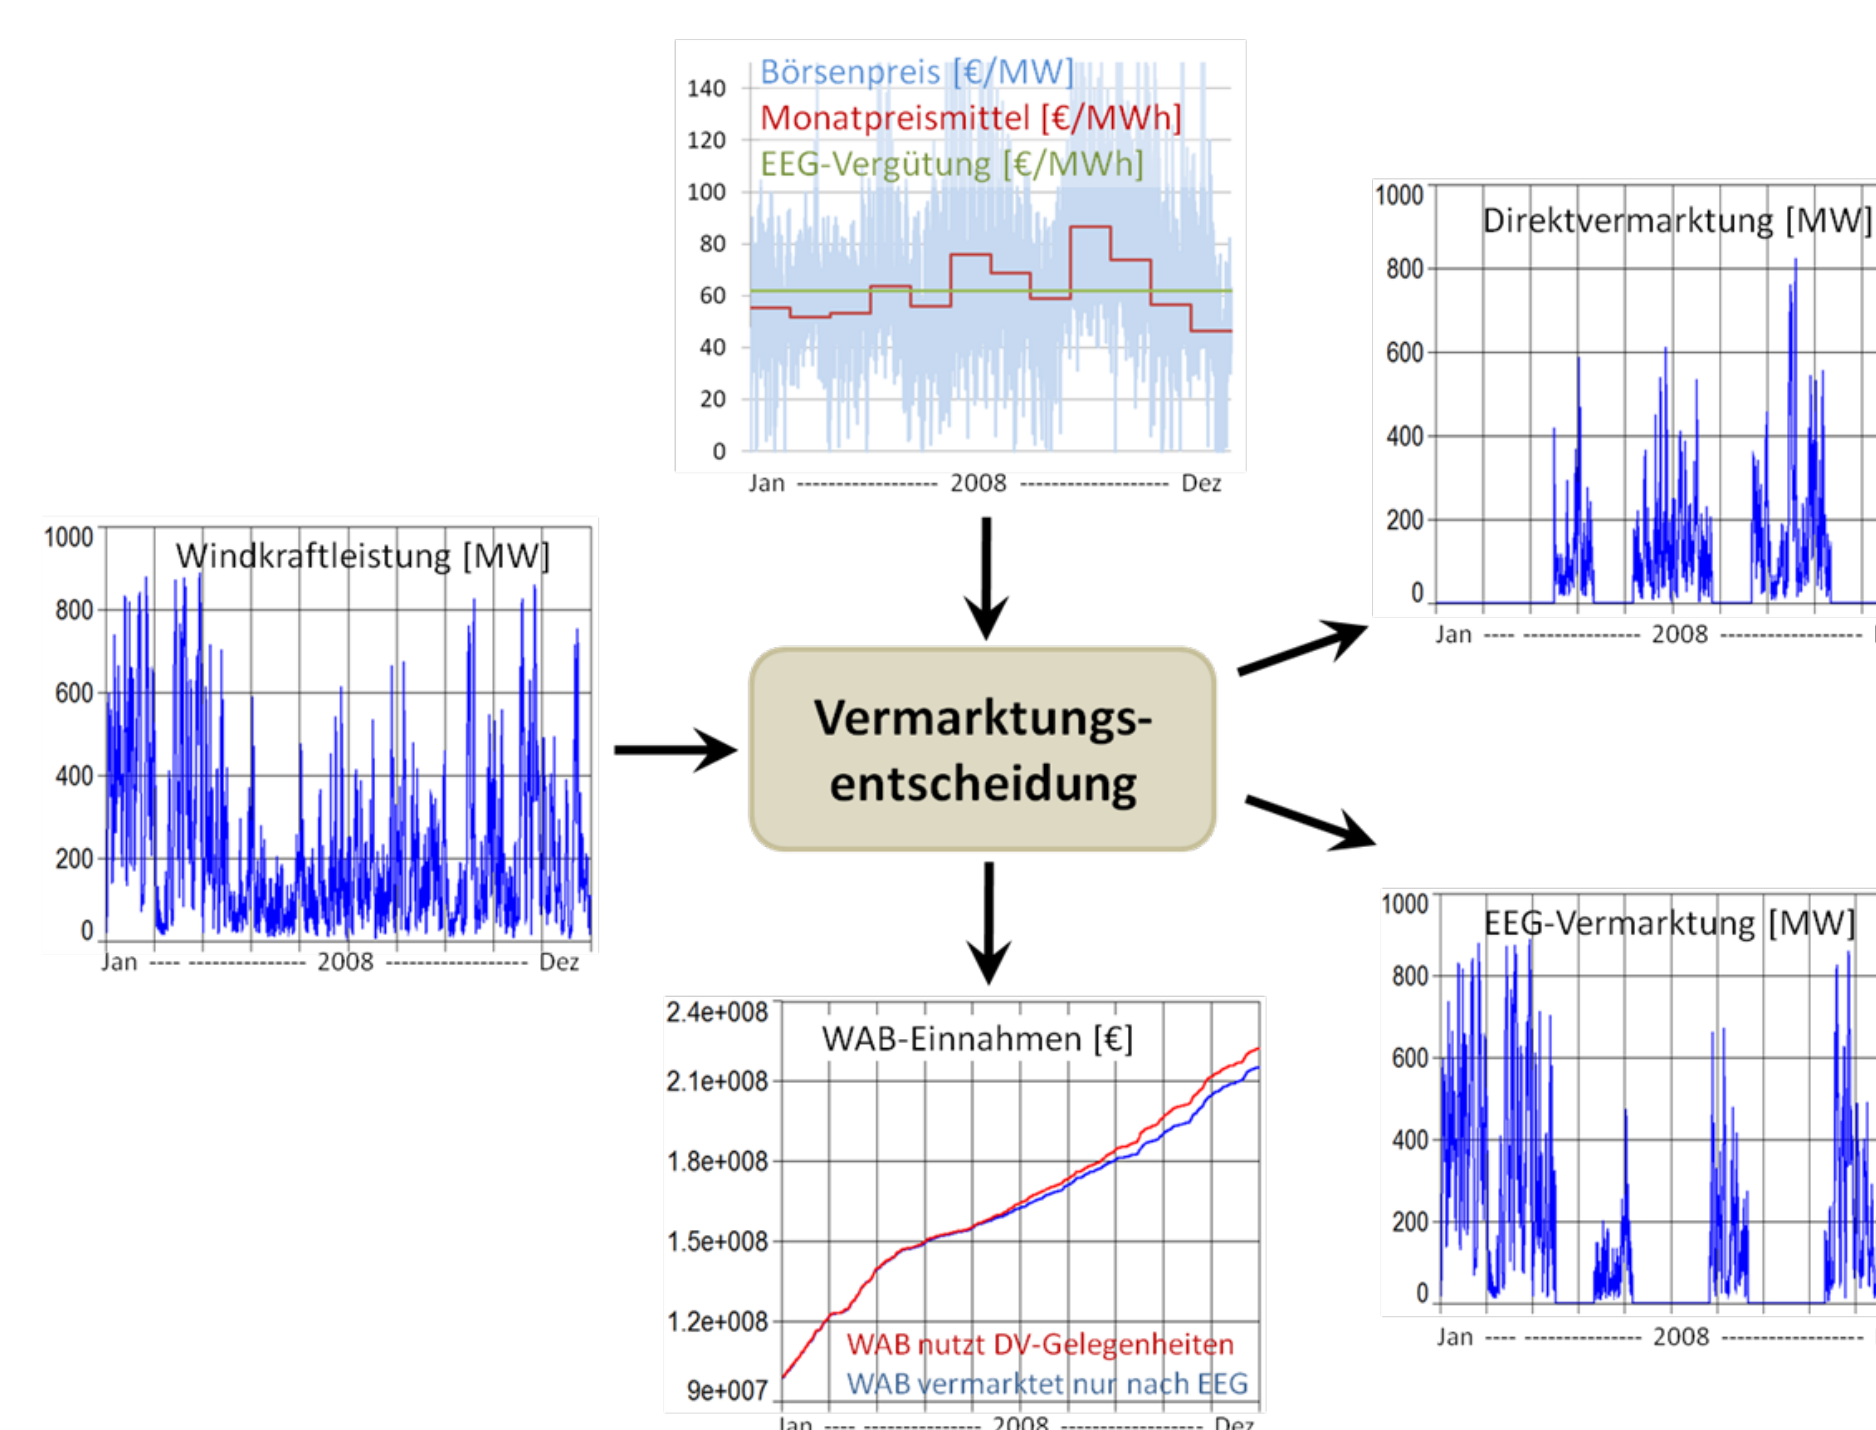 Börsenpreis [€/MW]
Monatpreismittel [€/MWh]
EEG-Vergütung [€/MWh]
140
120
100
80
60
40
20
0
Jan ------------------ 2008 ------------------- Dez
Direktvermarktung [MW]
1000
800
600
400
200
0
Jan ---- --------------- 2008 ------------------
Windkraftleistung [MW]
1000
800
600
400
200
0
Jan ---- --------------- 2008 ------------------ Dez
Vermarktungs-
entscheidung
EEG-Vermarktung [MW]
1000
800
600
400
200
0
Jan ---- --------------- 2008 ------------------
WAB-Einnahmen [€]
2.4e+008
2.1e+008
1.8e+008
1.5e+008
1.2e+008
9e+007
WAB nutzt DV-Gelegenheiten
WAB vermarktet nur nach EEG
Jan ---- --------------- 2008 ------------------ Dez